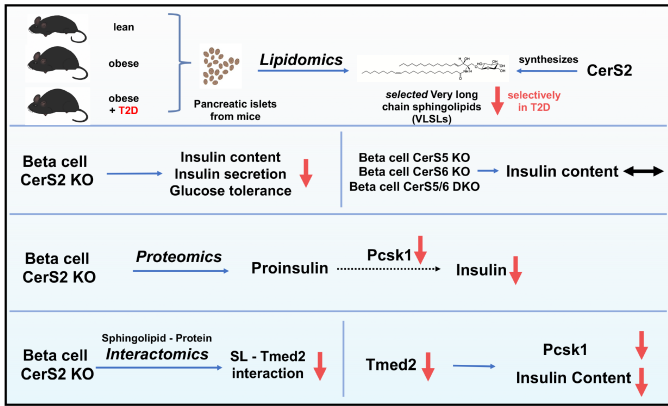 lean
obese
obese
+ T2D
Pancreatic islets
from mice
Lipidomics
selected Very long
chain sphingolipids
(VLSLs)
selectively
in T2D
synthesizes
CerS2
Beta cell
CerS2 KO
Insulin content
Insulin secretion
Glucose tolerance
Beta cell CerS5 KO
Beta cell CerS6 KO
Beta cell CerS5/6 DKO
Insulin content
Beta cell
CerS2 KO
Proteomics
Proinsulin
Pcsk1
Insulin
Beta cell
CerS2 KO
Sphingolipid - Protein
Interactomics
SL - Tmed2
interaction
Tmed2
Pcsk1
Insulin Content